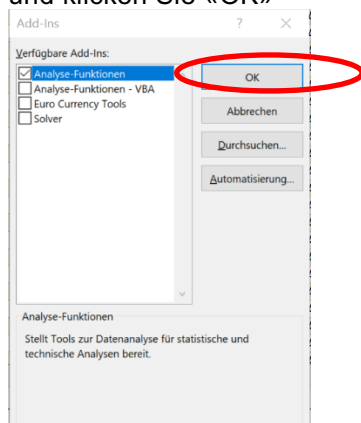 und klicken Sie «OK»
Add-Ins ? ×
Verfügbare Add-Ins:
Analyse-Funktionen
Analyse-Funktionen - VBA
Euro Currency Tools
Solver
OK
Abbrechen
Durchsuchen...
Automatisierung...
Analyse-Funktionen
Stellt Tools zur Datenanalyse für statistische und
technische Analysen bereit.